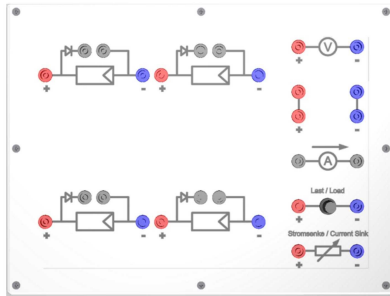 V
+ - + - + -
+ -
A
Last / Load
+ -
Stromsenke / Current Sink
+ - + - + -